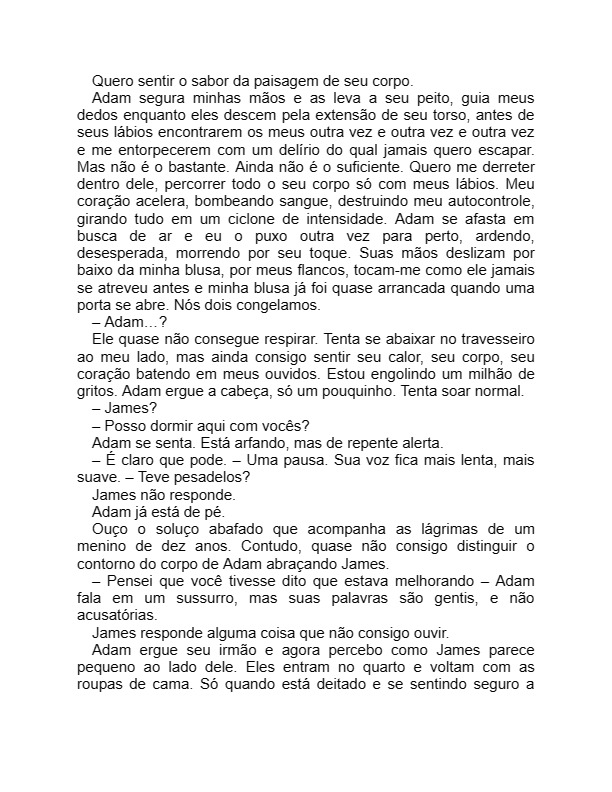 Quero sentir o sabor da paisagem de seu corpo.
Adam segura minhas mãos e as leva a seu peito, guia meus
dedos enquanto eles descem pela extensão de seu torso, antes de
seus lábios encontrarem os meus outra vez e outra vez e outra vez
e me entorpecerem com um delírio do qual jamais quero escapar.
Mas não é o bastante. Ainda não é o suficiente. Quero me derreter
dentro dele, percorrer todo o seu corpo só com meus lábios. Meu
coração acelera, bombeando sangue, destruindo meu autocontrole,
girando tudo em um ciclone de intensidade. Adam se afasta em
busca de ar e eu o puxo outra vez para perto, ardendo,
desesperada, morrendo por seu toque. Suas mãos deslizam por
baixo da minha blusa, por meus flancos, tocam-me como ele jamais
se atreveu antes e minha blusa já foi quase arrancada quando uma
porta se abre. Nós dois congelamos.
– Adam…?
Ele quase não consegue respirar. Tenta se abaixar no travesseiro
ao meu lado, mas ainda consigo sentir seu calor, seu corpo, seu
coração batendo em meus ouvidos. Estou engolindo um milhão de
gritos. Adam ergue a cabeça, só um pouquinho. Tenta soar normal.
– James?
– Posso dormir aqui com vocês?
Adam se senta. Está arfando, mas de repente alerta.
– É claro que pode. – Uma pausa. Sua voz fica mais lenta, mais
suave. – Teve pesadelos?
James não responde.
Adam já está de pé.
Ouço o soluço abafado que acompanha as lágrimas de um
menino de dez anos. Contudo, quase não consigo distinguir o
contorno do corpo de Adam abraçando James.
– Pensei que você tivesse dito que estava melhorando – Adam
fala em um sussurro, mas suas palavras são gentis, e não
acusatórias.
James responde alguma coisa que não consigo ouvir.
Adam ergue seu irmão e agora percebo como James parece
pequeno ao lado dele. Eles entram no quarto e voltam com as
roupas de cama. Só quando está deitado e se sentindo seguro a